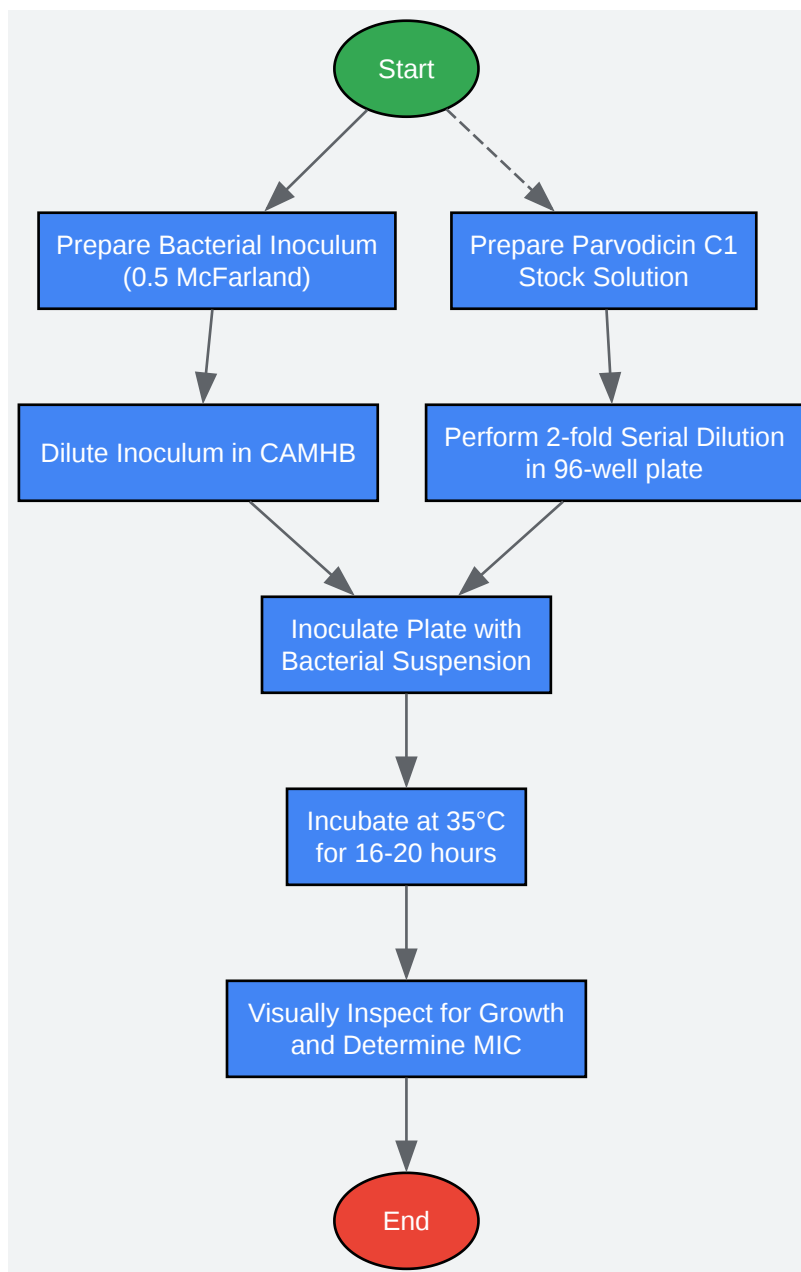 Start
Prepare Bacterial Inoculum
(0.5 McFarland)
Prepare Parvodicin C1
Stock Solution
Dilute Inoculum in CAMHB
Perform 2-fold Serial Dilution
in 96-well plate
Inoculate Plate with
Bacterial Suspension
Incubate at 35°C
for 16-20 hours
Visually Inspect for Growth
and Determine MIC
End